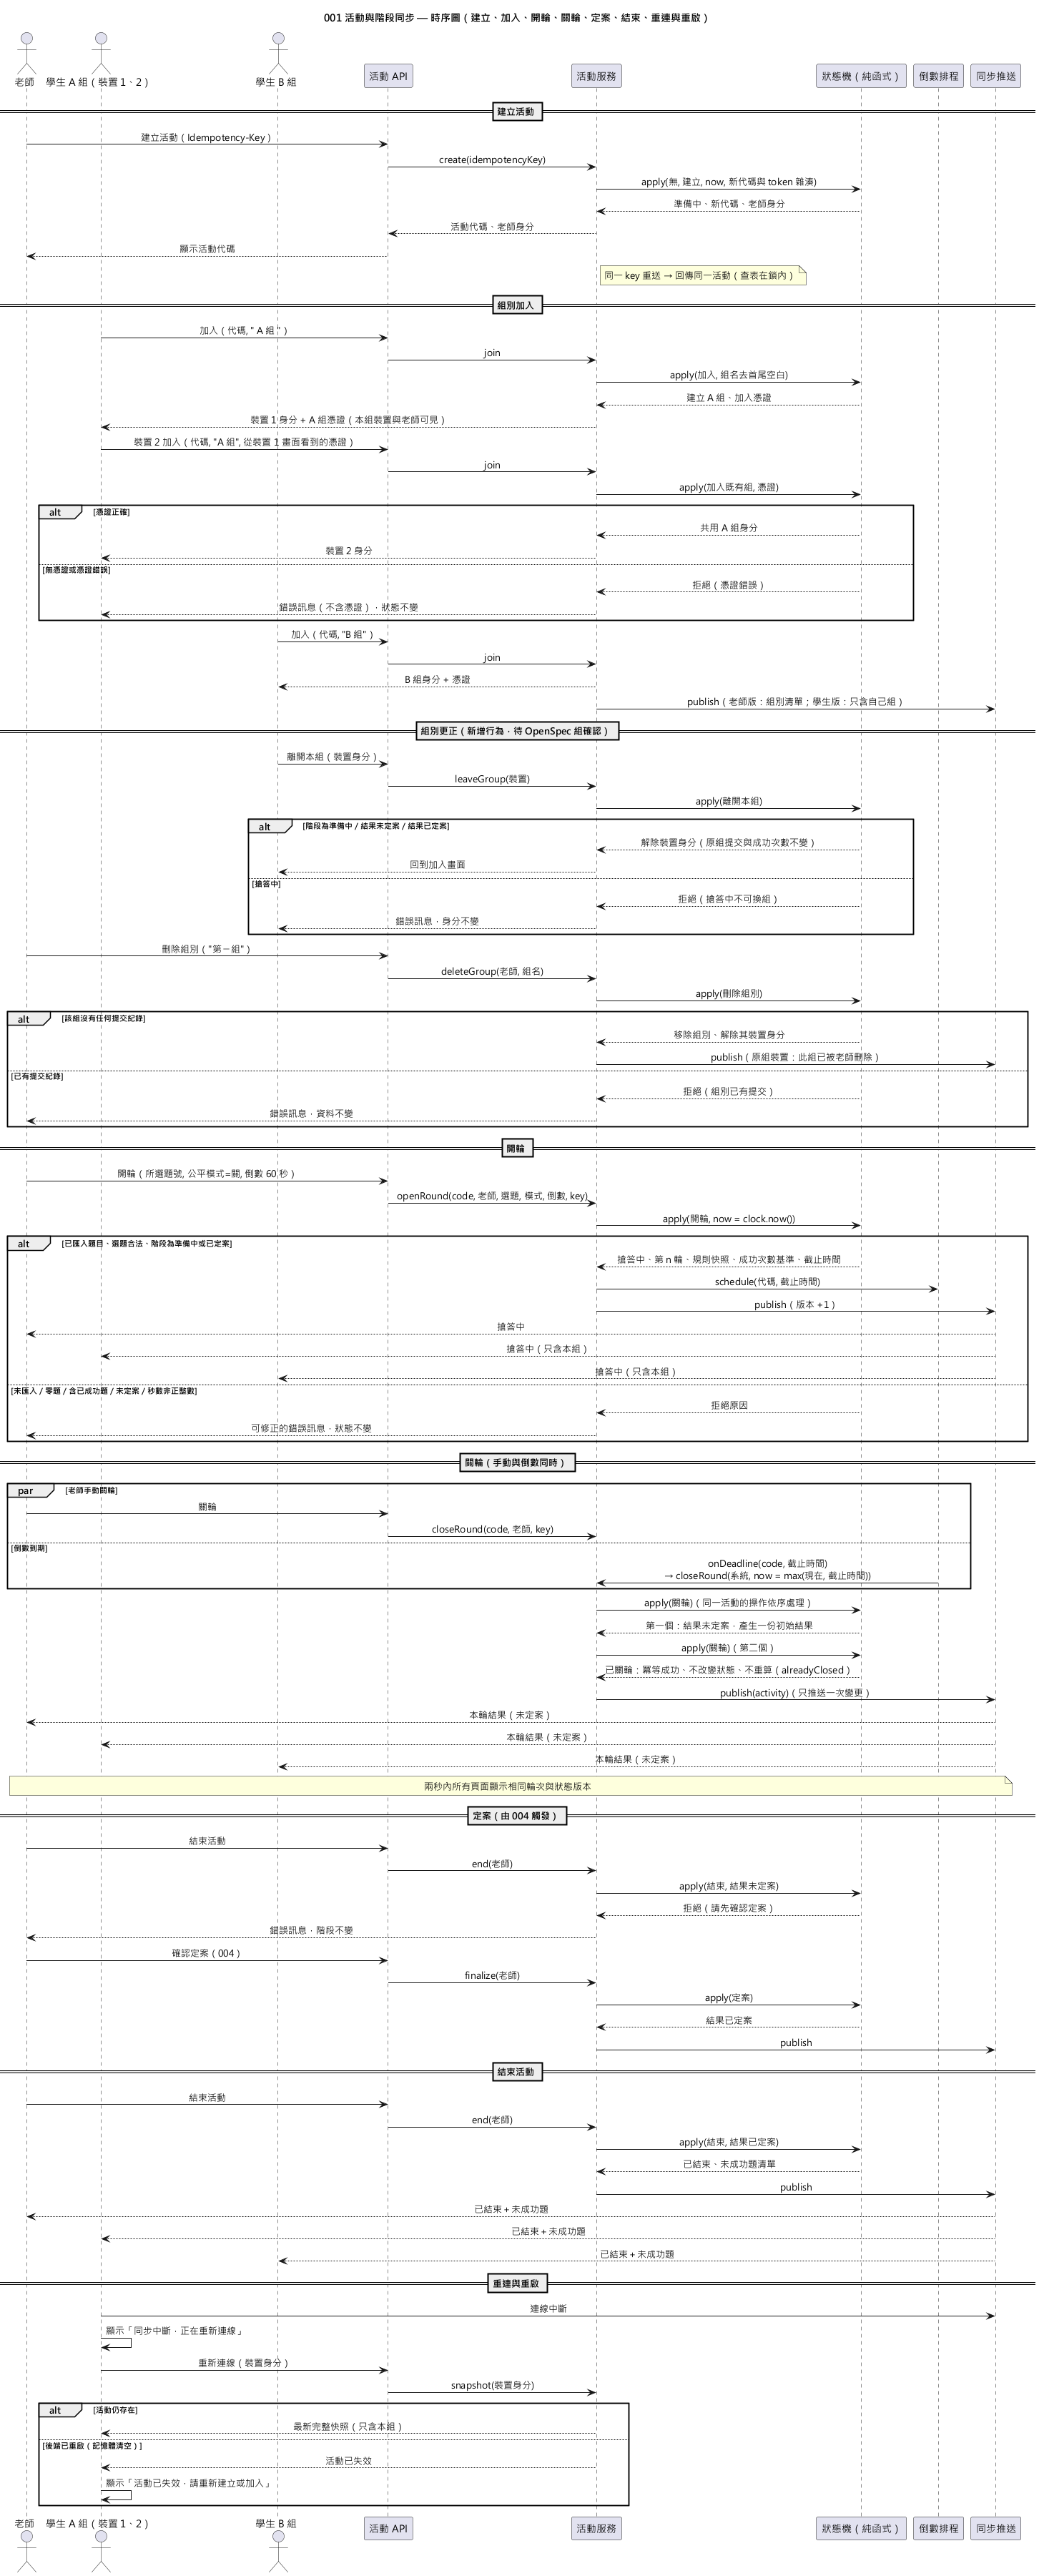 001 活動與階段同步 — 時序圖（建立、加入、開輪、關輪、定案、結束、重連與重啟）
老師
學生 A 組（裝置 1、2）
學生 B 組
活動 API
活動服務
狀態機（純函式）
倒數排程
同步推送
建立活動
建立活動（Idempotency-Key）
create(idempotencyKey)
apply(無, 建立, now, 新代碼與 token 雜湊)
準備中、新代碼、老師身分
活動代碼、老師身分
顯示活動代碼
同一 key 重送 → 回傳同一活動（查表在鎖內）
組別加入
加入（代碼, " A 組 "）
join
apply(加入, 組名去首尾空白)
建立 A 組、加入憑證
裝置 1 身分 + A 組憑證（本組裝置與老師可見）
裝置 2 加入（代碼, "A 組", 從裝置 1 畫面看到的憑證）
join
apply(加入既有組, 憑證)
alt [憑證正確]
共用 A 組身分
裝置 2 身分
[無憑證或憑證錯誤]
拒絕（憑證錯誤）
錯誤訊息（不含憑證），狀態不變
加入（代碼, "B 組"）
join
B 組身分 + 憑證
publish（老師版：組別清單；學生版：只含自己組）
組別更正（新增行為，待 OpenSpec 組確認）
離開本組（裝置身分）
leaveGroup(裝置)
apply(離開本組)
alt [階段為準備中 / 結果未定案 / 結果已定案]
解除裝置身分（原組提交與成功次數不變）
回到加入畫面
[搶答中]
拒絕（搶答中不可換組）
錯誤訊息，身分不變
刪除組別（"第一組"）
deleteGroup(老師, 組名)
apply(刪除組別)
alt [該組沒有任何提交紀錄]
移除組別、解除其裝置身分
publish（原組裝置：此組已被老師刪除）
[已有提交紀錄]
拒絕（組別已有提交）
錯誤訊息，資料不變
開輪
開輪（所選題號, 公平模式=關, 倒數 60 秒）
openRound(code, 老師, 選題, 模式, 倒數, key)
apply(開輪, now = clock.now())
alt [已匯入題目、選題合法、階段為準備中或已定案]
搶答中、第 n 輪、規則快照、成功次數基準、截止時間
schedule(代碼, 截止時間)
publish（版本 +1）
搶答中
搶答中（只含本組）
搶答中（只含本組）
[未匯入 / 零題 / 含已成功題 / 未定案 / 秒數非正整數]
拒絕原因
可修正的錯誤訊息，狀態不變
關輪（手動與倒數同時）
par [老師手動關輪]
關輪
closeRound(code, 老師, key)
[倒數到期]
onDeadline(code, 截止時間)
→ closeRound(系統, now = max(現在, 截止時間))
apply(關輪)（同一活動的操作依序處理）
第一個：結果未定案，產生一份初始結果
apply(關輪)（第二個）
已關輪：冪等成功、不改變狀態、不重算（alreadyClosed）
publish(activity)（只推送一次變更）
本輪結果（未定案）
本輪結果（未定案）
本輪結果（未定案）
兩秒內所有頁面顯示相同輪次與狀態版本
定案（由 004 觸發）
結束活動
end(老師)
apply(結束, 結果未定案)
拒絕（請先確認定案）
錯誤訊息，階段不變
確認定案（004）
finalize(老師)
apply(定案)
結果已定案
publish
結束活動
結束活動
end(老師)
apply(結束, 結果已定案)
已結束、未成功題清單
publish
已結束 + 未成功題
已結束 + 未成功題
已結束 + 未成功題
重連與重啟
連線中斷
顯示「同步中斷，正在重新連線」
重新連線（裝置身分）
snapshot(裝置身分)
alt [活動仍存在]
最新完整快照（只含本組）
[後端已重啟（記憶體清空）]
活動已失效
顯示「活動已失效，請重新建立或加入」
老師
學生 A 組（裝置 1、2）
學生 B 組
活動 API
活動服務
狀態機（純函式）
倒數排程
同步推送